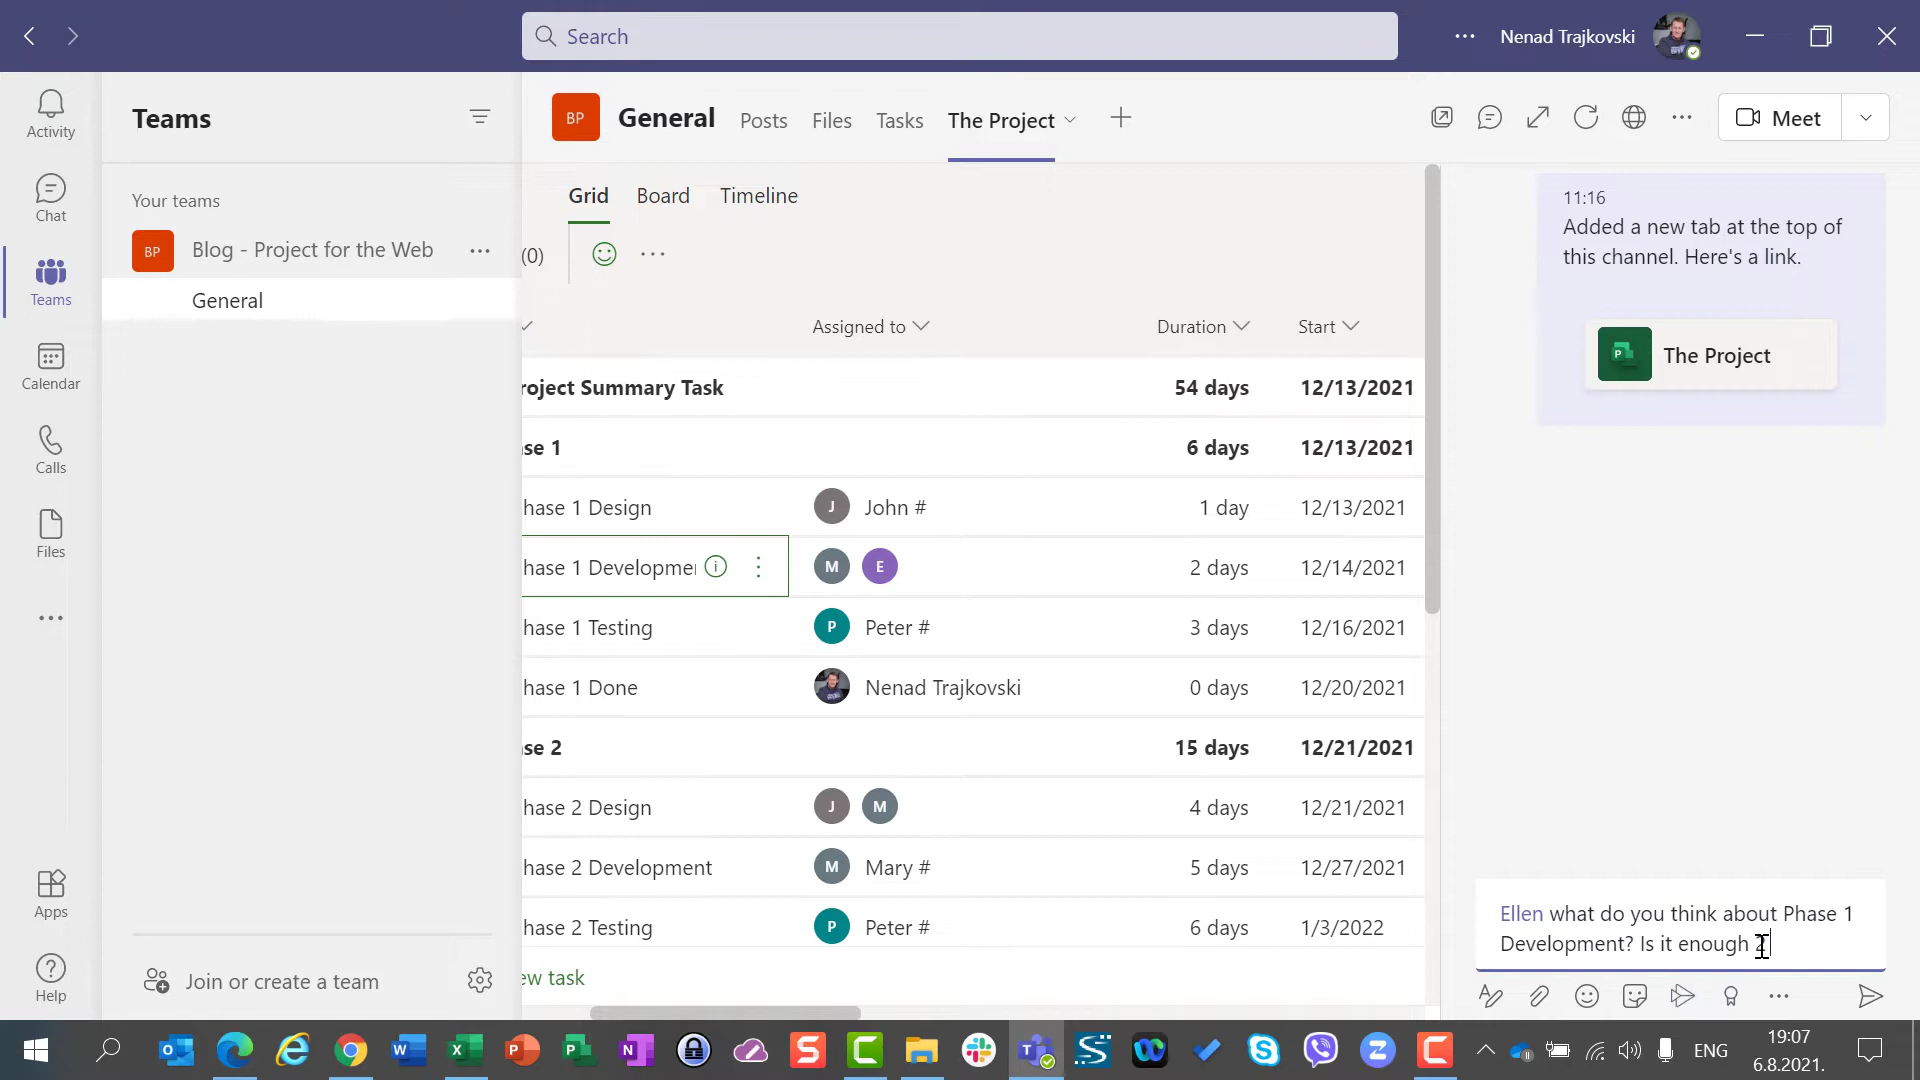 Search
Nenad Trajkovski
Activity
Chat
Teams
Calendar
Calls
Files
Apps
Help
Teams
Your teams
BP
Blog - Project for the Web
General
Join or create a team
BP
General
Posts
Files
Tasks
The Project
Meet
Grid
Board
Timeline
(0)
Assigned to
Duration
Start
roject Summary Task 54 days 12/13/2021
ase 1 6 days 12/13/2021
hase 1 Design J John # 1 day 12/13/2021
hase 1 Developme M E 2 days 12/14/2021
hase 1 Testing P Peter # 3 days 12/16/2021
hase 1 Done Nenad Trajkovski 0 days 12/20/2021
ase 2 15 days 12/21/2021
hase 2 Design J M 4 days 12/21/2021
hase 2 Development M Mary # 5 days 12/27/2021
hase 2 Testing P Peter # 6 days 1/3/2022
ew task
11:16
Added a new tab at the top of
this channel. Here's a link.
The Project
Ellen what do you think about Phase 1
Development? Is it enough 2
ENG
19:07
6.8.2021.